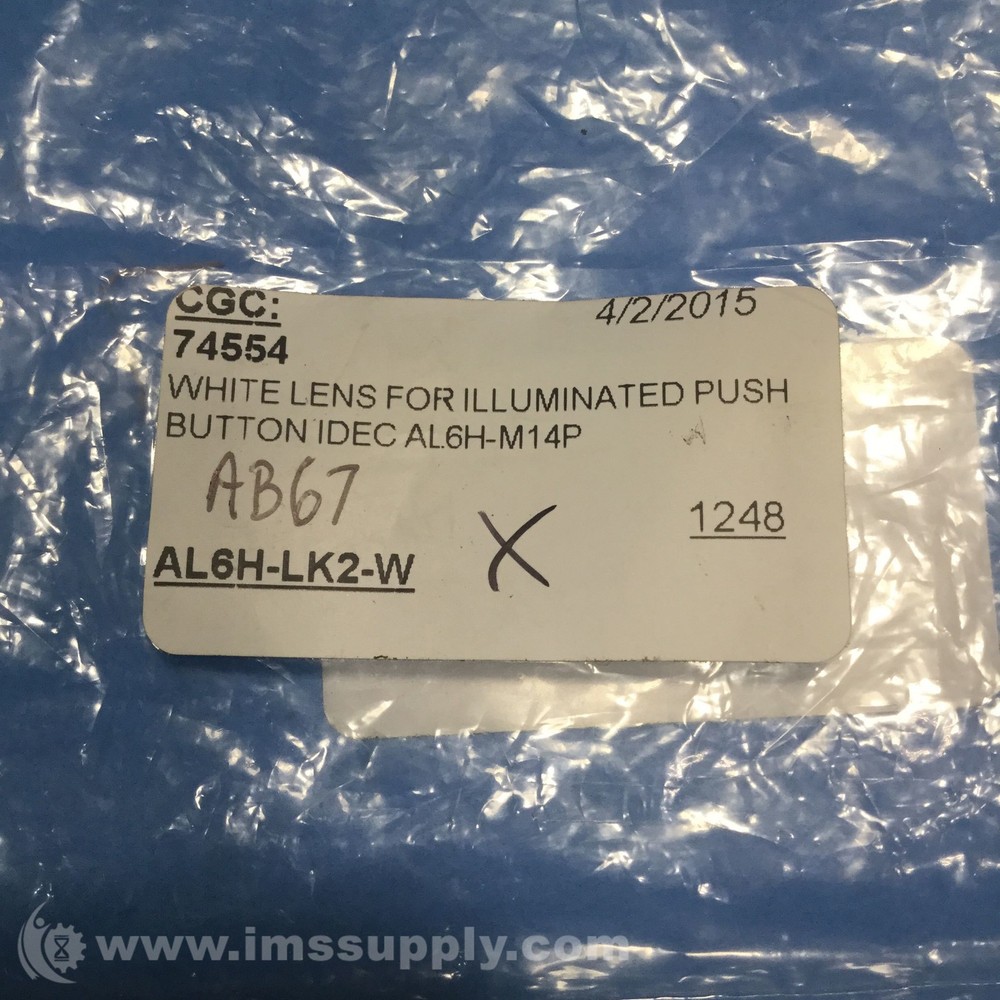 CGC: 4/2/2015
74554
WHITE LENS FOR ILLUMINATED PUSH
BUTTON IDEC AL6H-M14P
AB67
1248
AL6H-LK2-W X
www.imssupply.com